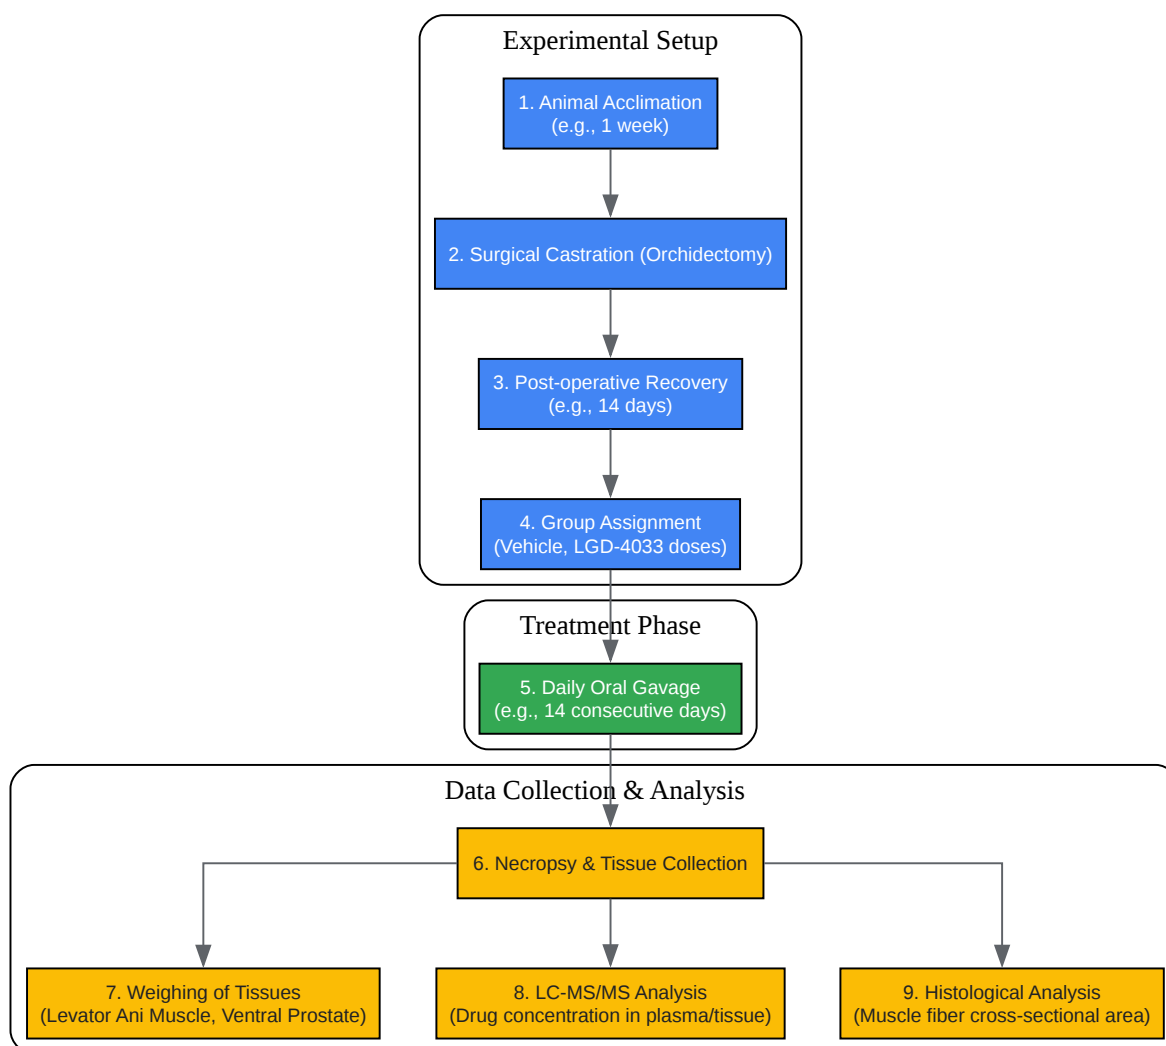 Experimental Setup
1. Animal Acclimation
(e.g., 1 week)
2. Surgical Castration (Orchidectomy)
3. Post-operative Recovery
(e.g., 14 days)
4. Group Assignment
(Vehicle, LGD-4033 doses)
Treatment Phase
5. Daily Oral Gavage
(e.g., 14 consecutive days)
Data Collection & Analysis
6. Necropsy & Tissue Collection
7. Weighing of Tissues
(Levator Ani Muscle, Ventral Prostate)
8. LC-MS/MS Analysis
(Drug concentration in plasma/tissue)
9. Histological Analysis
(Muscle fiber cross-sectional area)